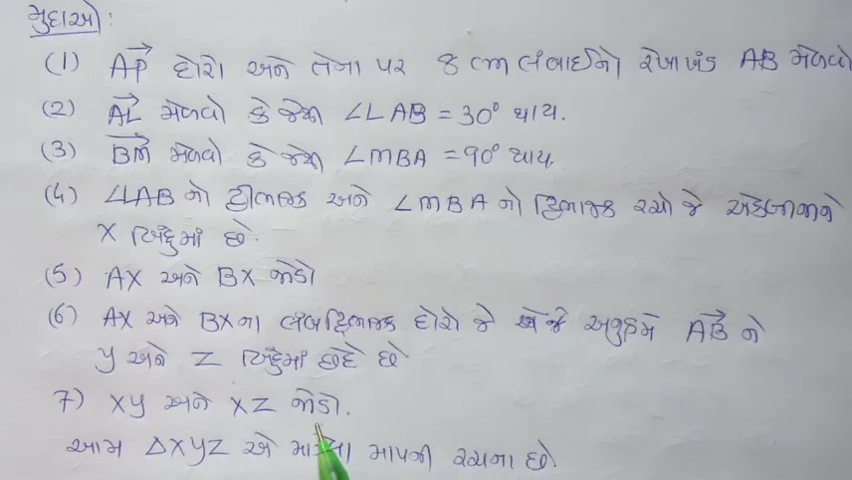 મુદ્દાઓ:
(1) AP દોરો અને તેના પર 8 cm લંબાઈનો રેખાખંડ AB મેળવો
(2) AL મેળવો કે જેથી ∠LAB = 30° થાય.
(3) BM મેળવો કે જેથી ∠MBA = 90° થાય
(4) ∠LAB નો દ્વીભાજક અને ∠MBA નો દ્વિભાજક રચો જે એકબીજાને
X બિંદુમાં છેદે.
(5) AX અને BX જોડો
(6) AX અને BX ના લંબદ્વિભાજક દોરો જે અનુક્રમે AB ને
Y અને Z બિંદુમાં છેદે છે
7) XY અને XZ જોડો.
આમ ΔXYZ એ માપની રચના છે